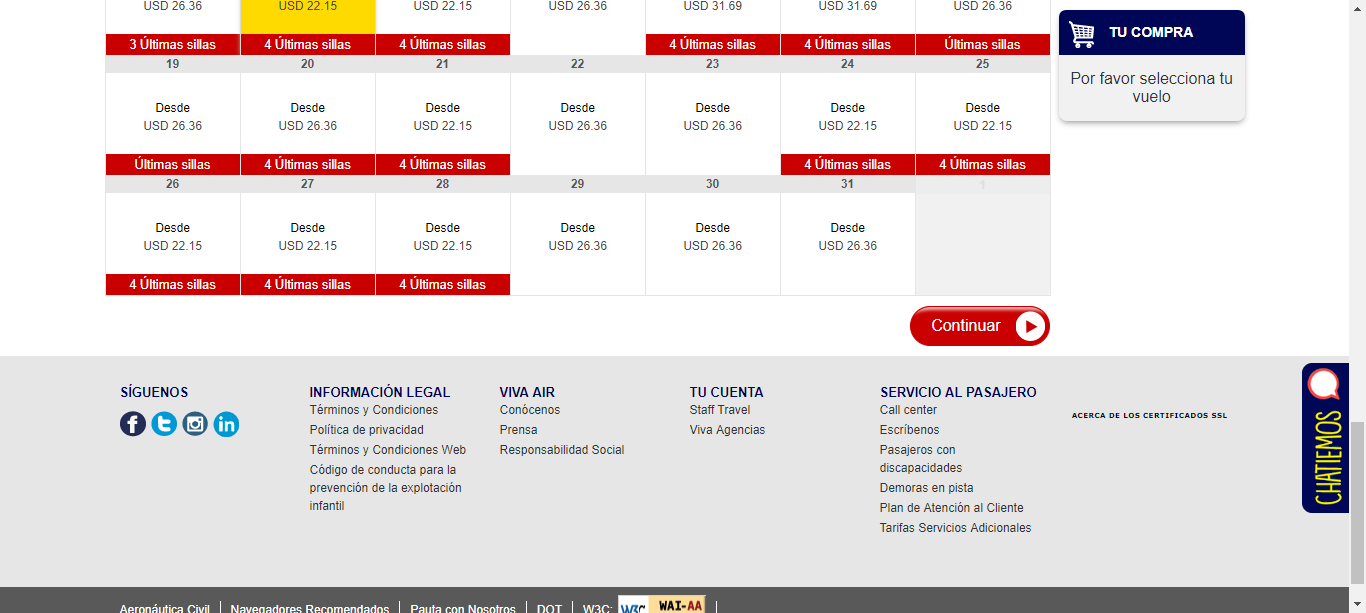 USD 26.36 USD 22.15 USD 22.15 USD 26.36 USD 31.69 USD 31.69 USD 26.36
3 Últimas sillas 4 Últimas sillas 4 Últimas sillas 4 Últimas sillas 4 Últimas sillas Últimas sillas
19 20 21 22 23 24 25
Desde Desde Desde Desde Desde Desde Desde
USD 26.36 USD 26.36 USD 22.15 USD 26.36 USD 26.36 USD 22.15 USD 22.15
Últimas sillas 4 Últimas sillas 4 Últimas sillas 4 Últimas sillas 4 Últimas sillas
26 27 28 29 30 31 1
Desde Desde Desde Desde Desde Desde
USD 22.15 USD 22.15 USD 22.15 USD 26.36 USD 26.36 USD 26.36
4 Últimas sillas 4 Últimas sillas 4 Últimas sillas
Continuar
TU COMPRA
Por favor selecciona tu
vuelo
SÍGUENOS
INFORMACIÓN LEGAL
Términos y Condiciones
Política de privacidad
Términos y Condiciones Web
Código de conducta para la
prevención de la explotación
infantil
VIVA AIR
Conócenos
Prensa
Responsabilidad Social
TU CUENTA
Staff Travel
Viva Agencias
SERVICIO AL PASAJERO
Call center
Escríbenos
Pasajeros con
discapacidades
Demoras en pista
Plan de Atención al Cliente
Tarifas Servicios Adicionales
ACERCA DE LOS CERTIFICADOS SSL
CHATIEMOS
Aeronáutica Civil | Navegadores Recomendados | Pauta con Nosotros | DOT | W3C: W3C WAI-AA |